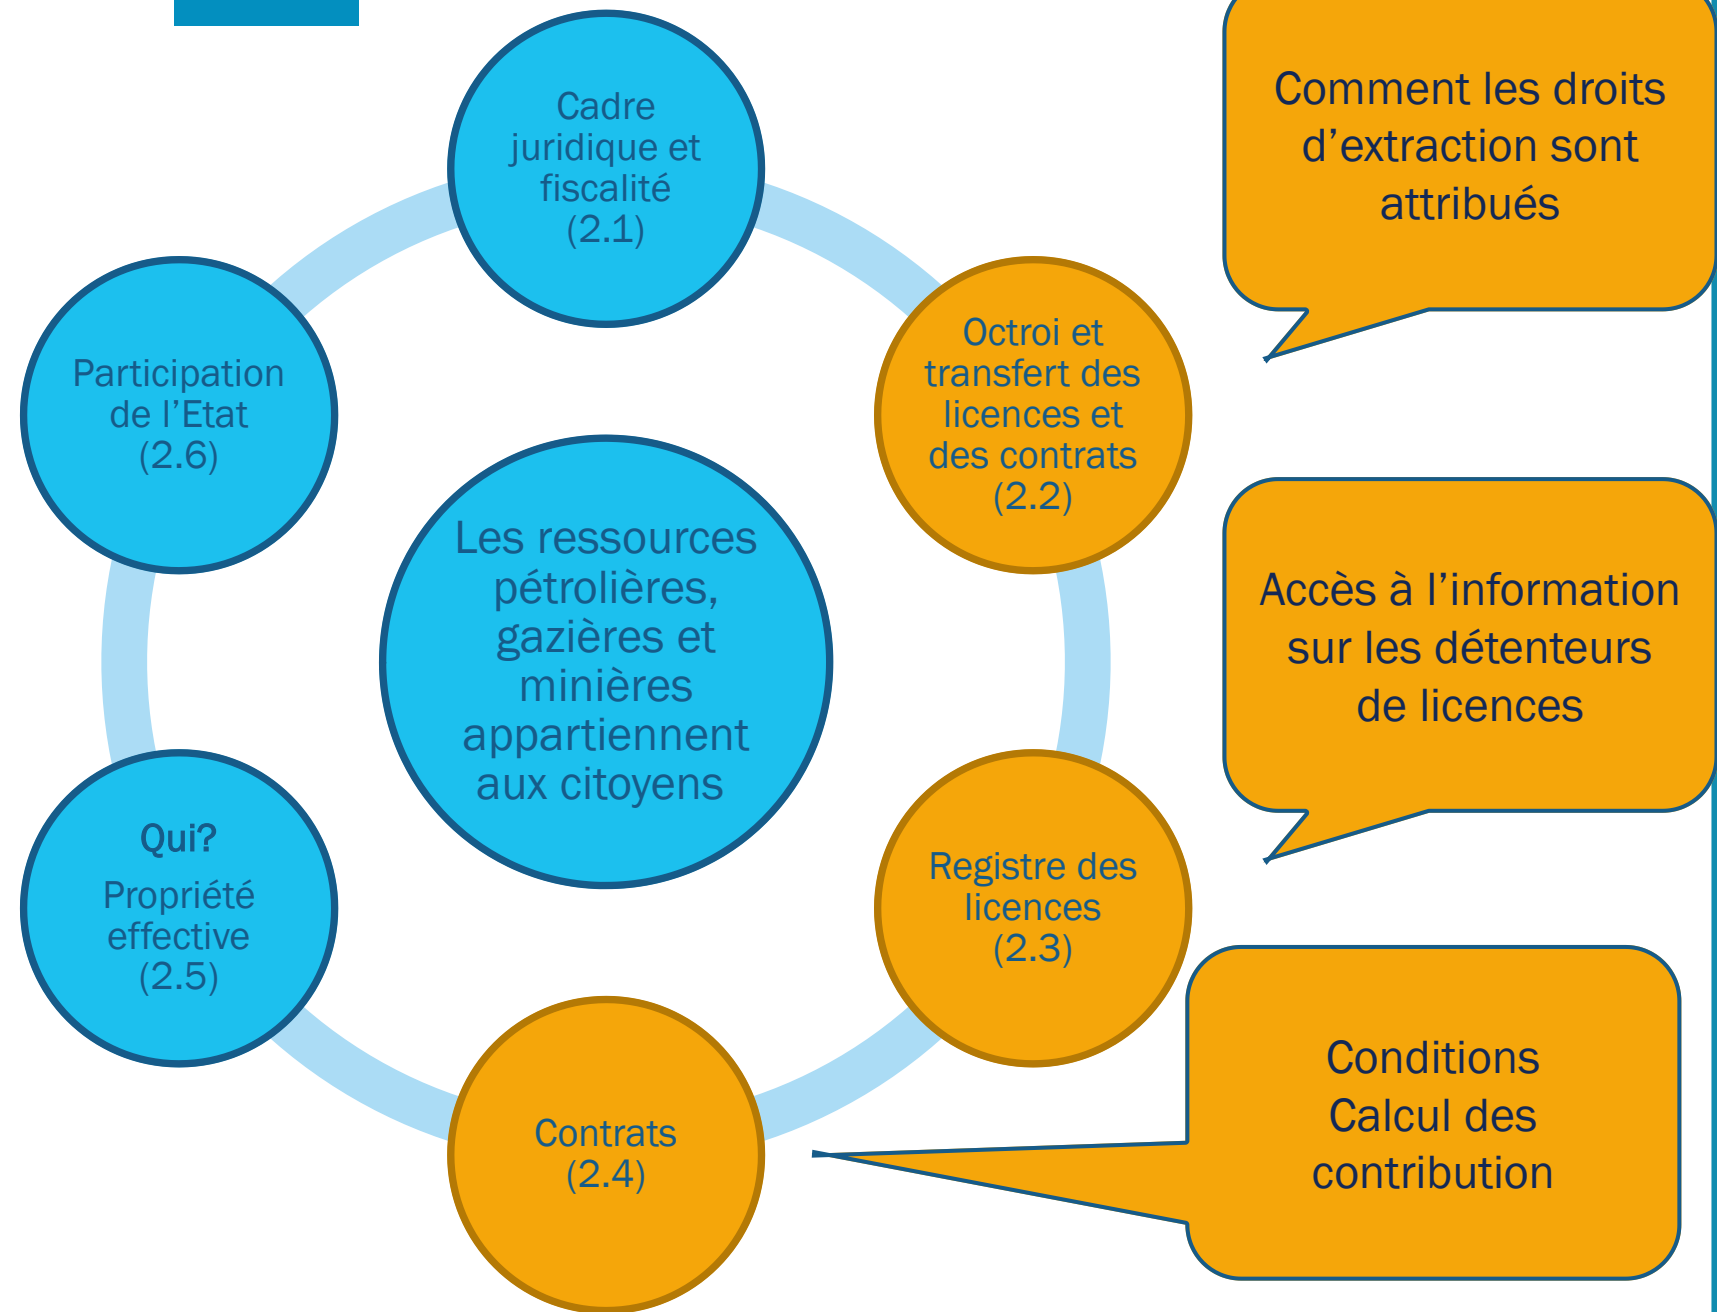 Cadre
juridique et
fiscalité
(2.1)
Comment les droits
d’extraction sont
attribués
Octroi et
transfert des
licences et
des contrats
(2.2)
Participation
de l’Etat
(2.6)
Les ressources
pétrolières,
gazières et
minières
appartiennent
aux citoyens
Accès à l’information
sur les détenteurs
de licences
Qui?
Propriété
effective
(2.5)
Registre des
licences
(2.3)
Contrats
(2.4)
Conditions
Calcul des
contribution